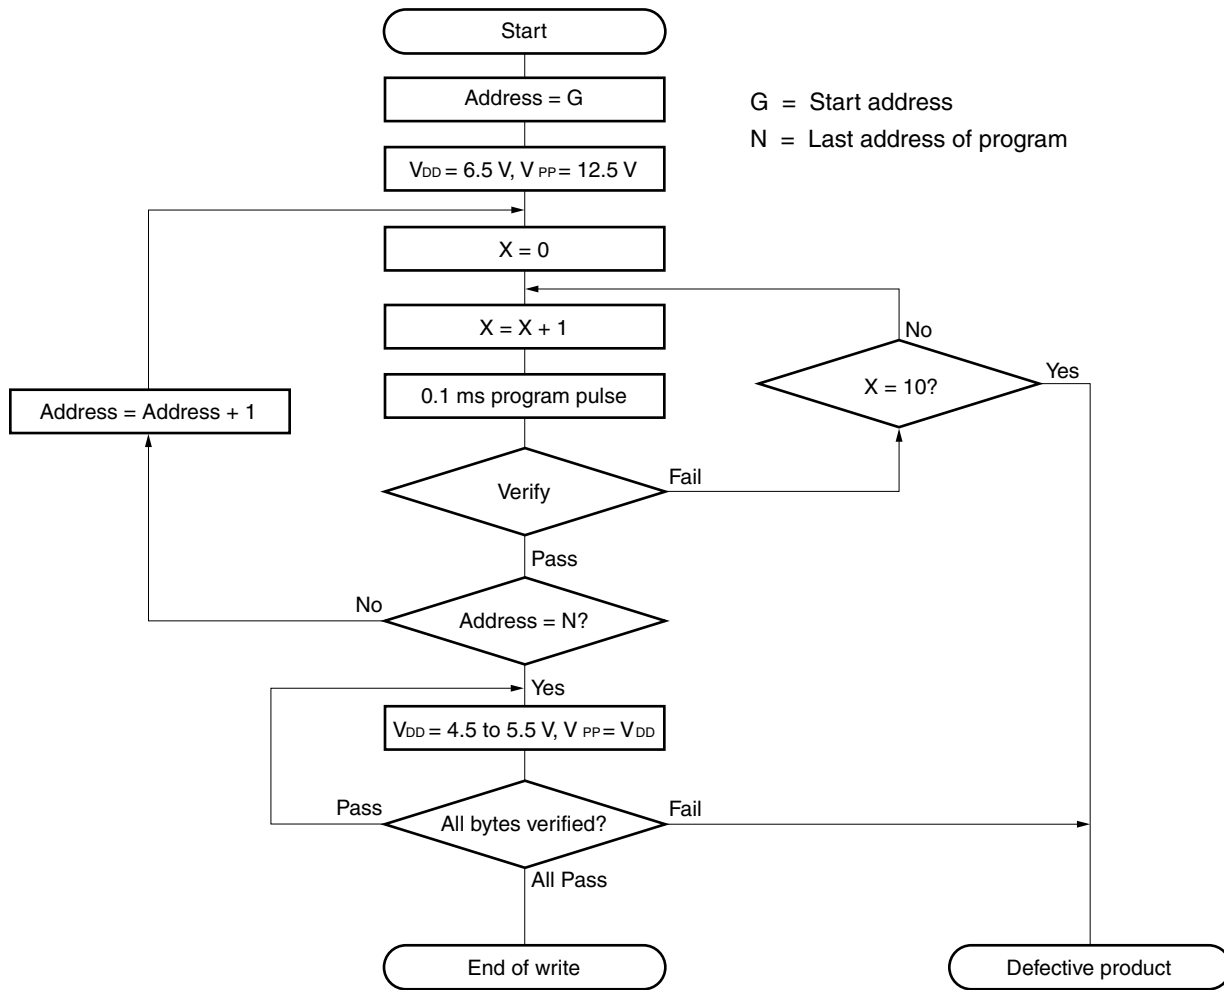 Start
Address = G
G = Start address
N = Last address of program
VDD = 6.5 V, VPP = 12.5 V
X = 0
X = X + 1
No
Yes
X = 10?
0.1 ms program pulse
Address = Address + 1
Fail
Verify
Pass
No
Address = N?
Yes
VDD = 4.5 to 5.5 V, VPP = VDD
Pass
Fail
All bytes verified?
All Pass
End of write
Defective product